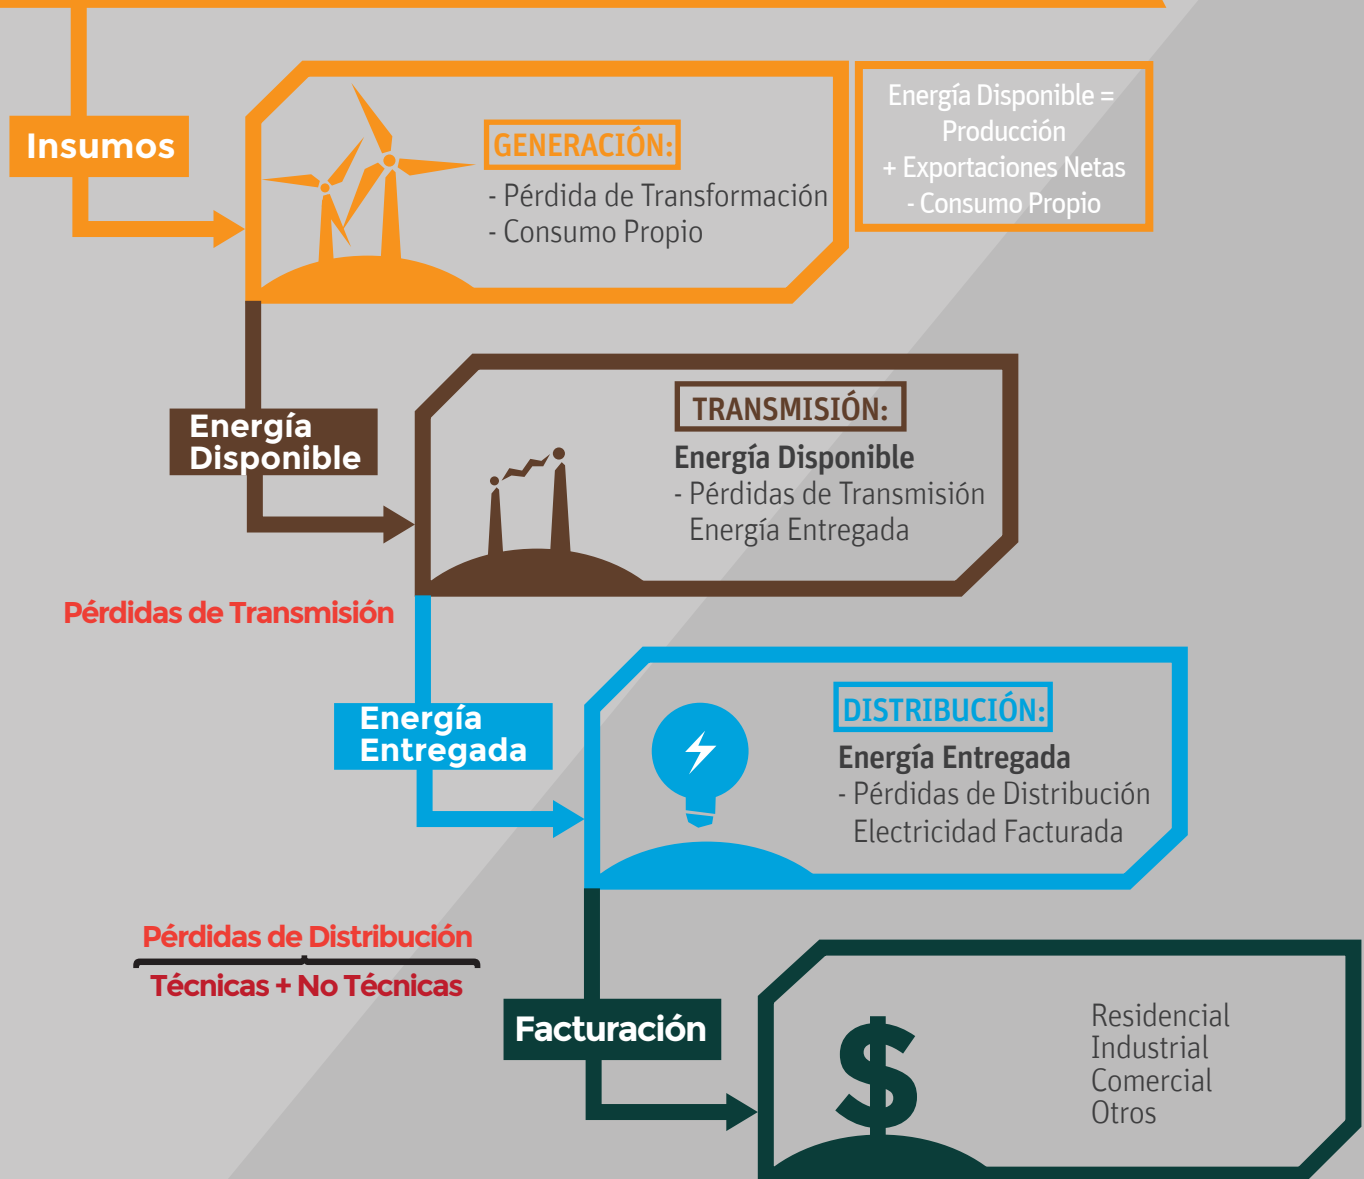 Insumos
GENERACIÓN:
- Pérdida de Transformación
- Consumo Propio
Energía Disponible =
Producción
+ Exportaciones Netas
- Consumo Propio
Energía
Disponible
TRANSMISIÓN:
Energía Disponible
- Pérdidas de Transmisión
Energía Entregada
Pérdidas de Transmisión
Energía
Entregada
DISTRIBUCIÓN:
Energía Entregada
- Pérdidas de Distribución
Electricidad Facturada
Pérdidas de Distribución
Técnicas + No Técnicas
Facturación
$
Residencial
Industrial
Comercial
Otros